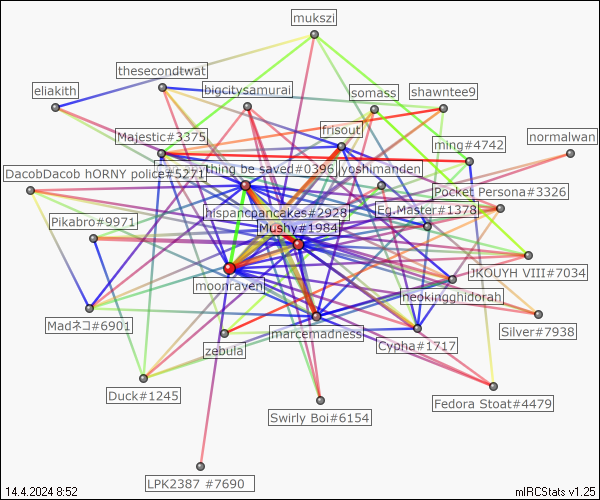 mukszi
thesecondtwat
eliakith
bigcitysamurai
somass
shawntee9
frisout
Majestic#3375
ming#4742
normalwan
DacobDacob hORNY police#5271
thing be saved#0396
jyoshimanden
Pocket Persona#3326
hispancpancakes#2928
Eg.Master#1378
Pikabro#9971
Mushy#1984
JKOUYH VIII#7034
moonraven
neokingghidorah
Madネコ#6901
marcemadness
Silver#7938
zebula
Cypha#1717
Duck#1245
Swirly Boi#6154
Fedora Stoat#4479
LPK2387 #7690
14.4.2024 8:52
mIRCStats v1.25